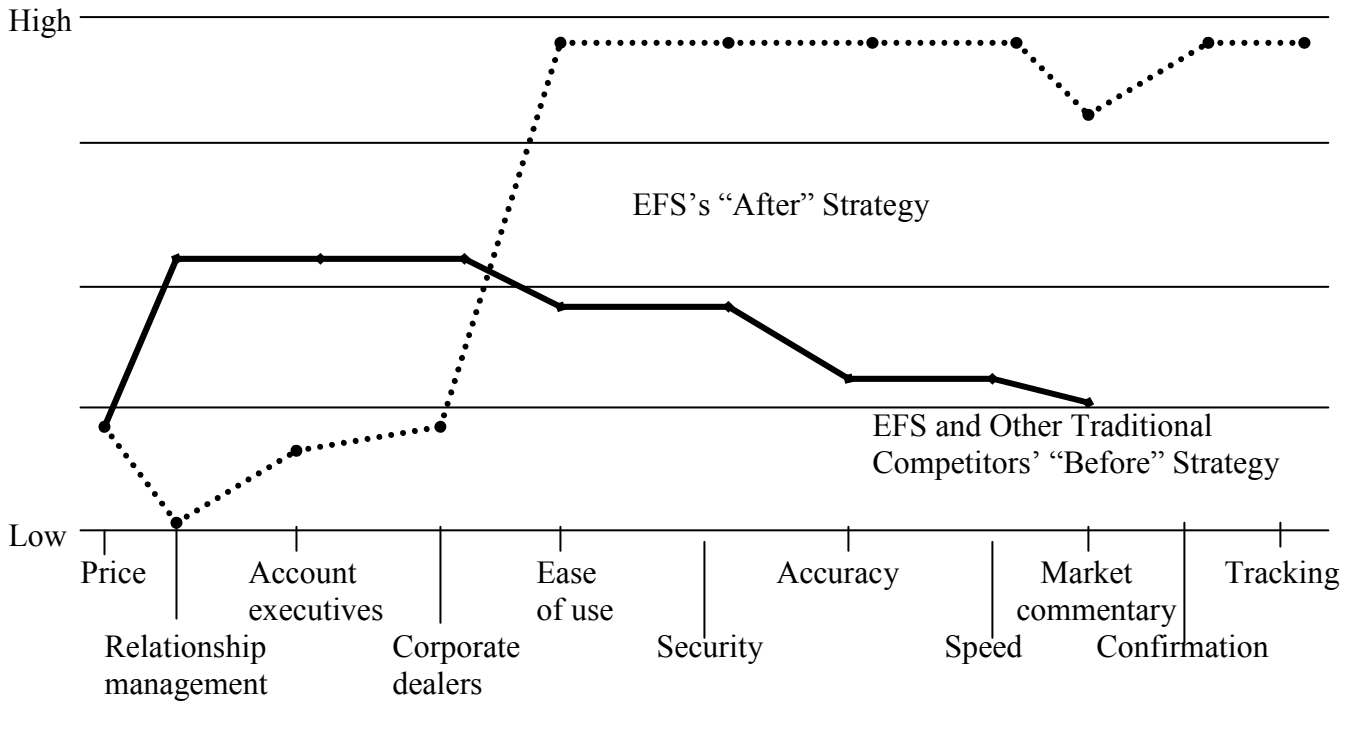 High
EFS’s “After” Strategy
EFS and Other Traditional
Competitors’ “Before” Strategy
Low
Price
Relationship
management
Account
executives
Corporate
dealers
Ease
of use
Security
Accuracy
Speed
Market
commentary
Confirmation
Tracking